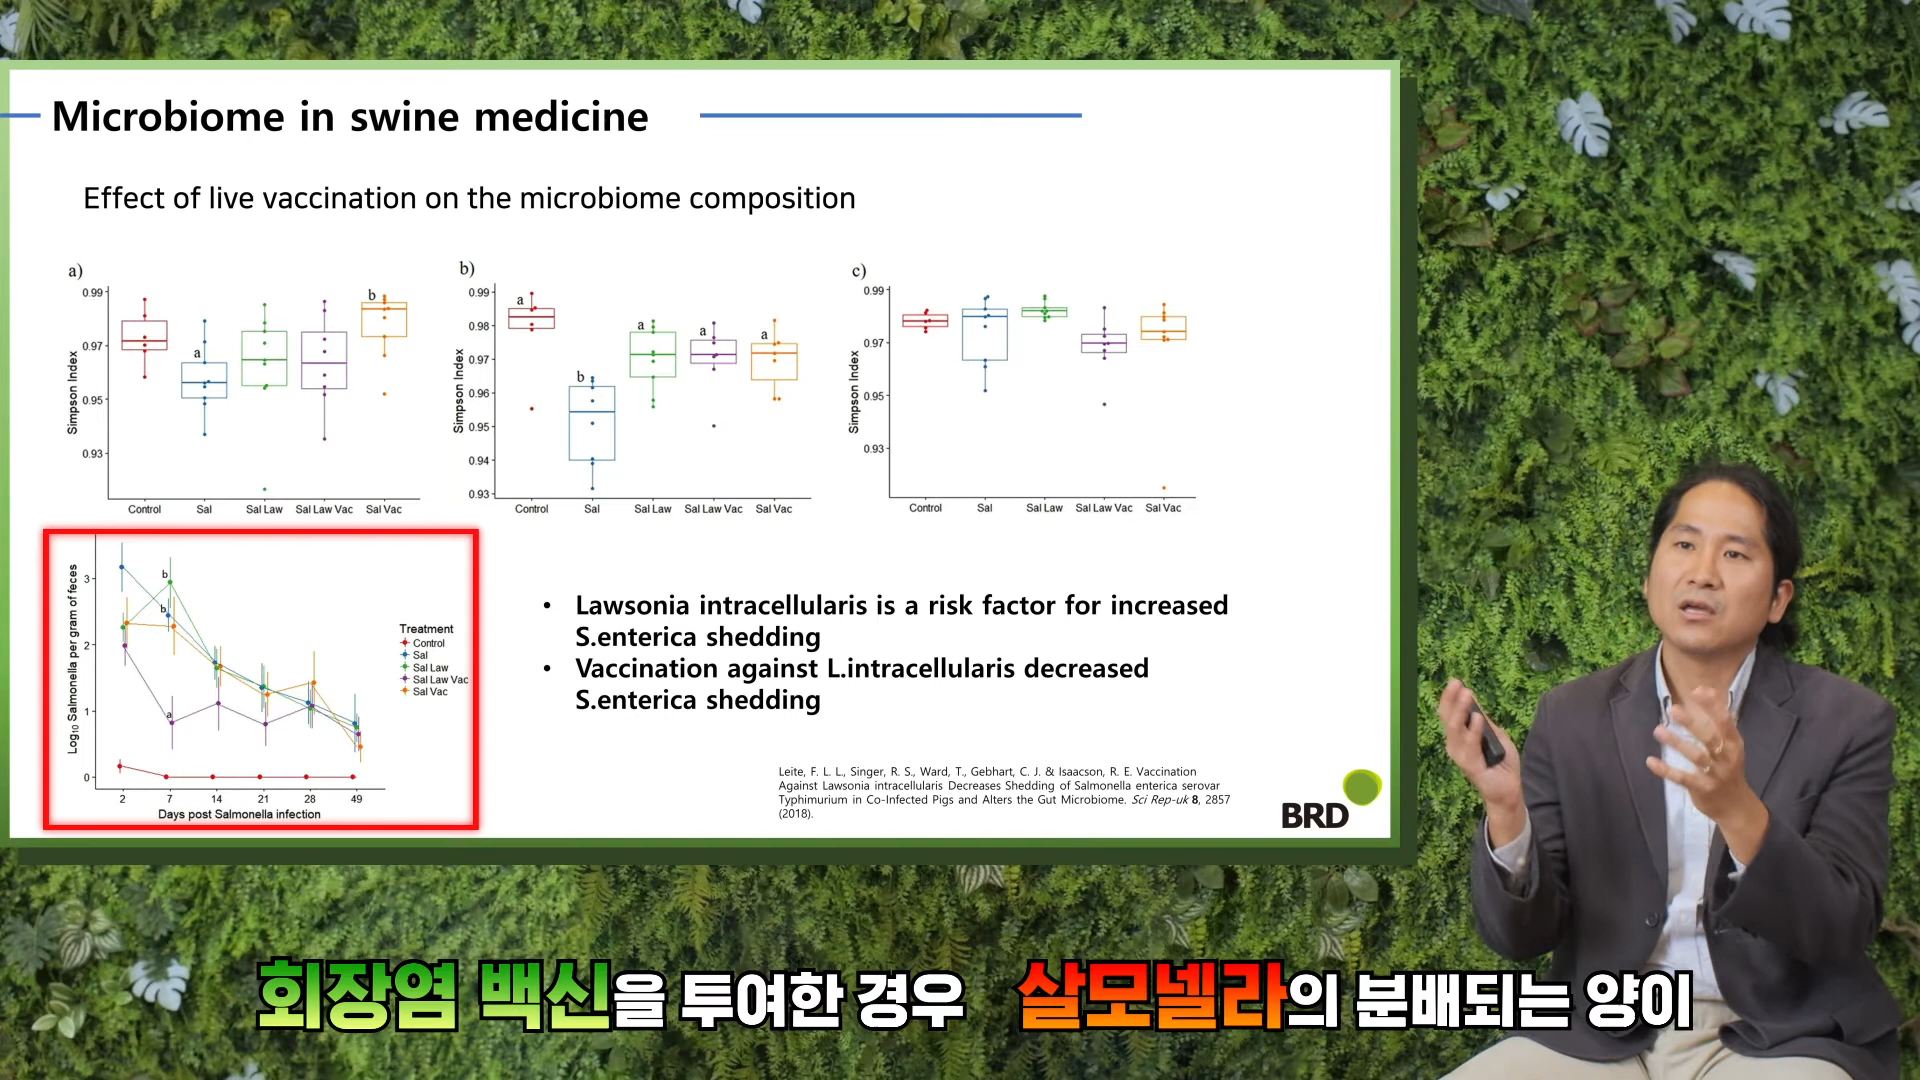 Microbiome in swine medicine
Effect of live vaccination on the microbiome composition
a)
0.99
0.97
0.95
0.93
Simpson Index
a
b
Control Sal Sal Law Sal Law Vac Sal Vac
b)
0.99
0.98
0.97
0.96
0.95
0.94
0.93
Simpson Index
a
b
a
a
a
Control Sal Sal Law Sal Law Vac Sal Vac
c)
0.99
0.97
0.95
0.93
Simpson Index
Control Sal Sal Law Sal Law Vac Sal Vac
Log10 Salmonella per gram of feces
3
2
1
0
b
b
a
2 7 14 21 28 49
Days post Salmonella infection
Treatment
Control
Sal
Sal Law
Sal Law Vac
Sal Vac
• Lawsonia intracellularis is a risk factor for increased
S.enterica shedding
• Vaccination against L.intracellularis decreased
S.enterica shedding
Leite, F. L. L., Singer, R. S., Ward, T., Gebhart, C. J. & Isaacson, R. E. Vaccination
Against Lawsonia intracellularis Decreases Shedding of Salmonella enterica serovar
Typhimurium in Co-Infected Pigs and Alters the Gut Microbiome. Sci Rep-uk 8, 2857
(2018).
BRD
회장염 백신을 투여한 경우 살모넬라의 분배되는 양이